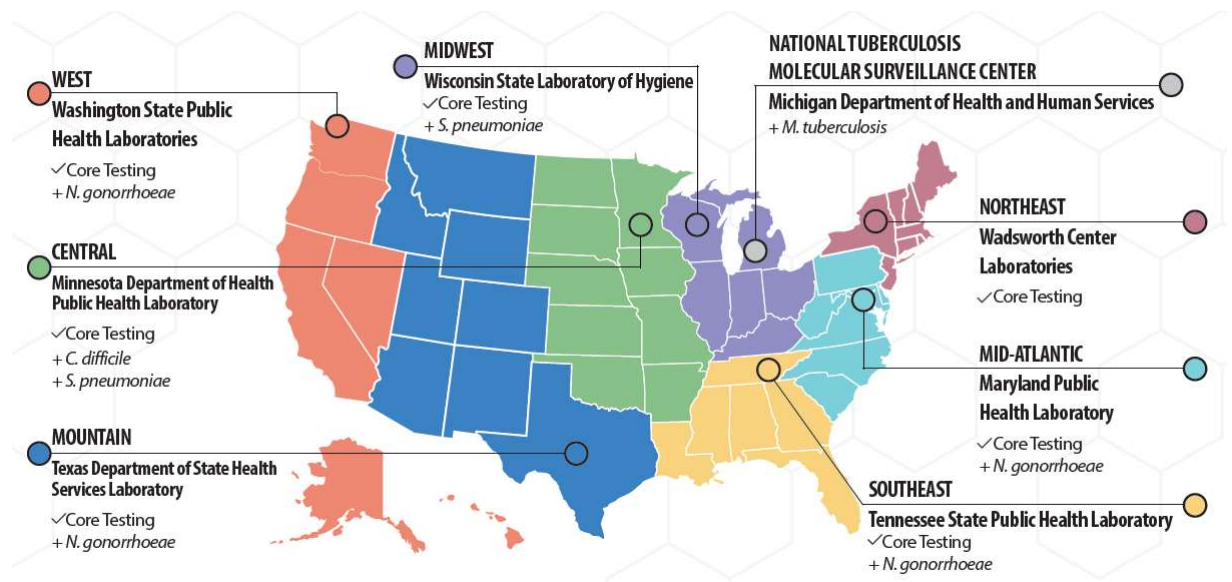 WEST
Washington State Public
Health Laboratories
✓Core Testing
+ N. gonorrhoeae
CENTRAL
Minnesota Department of Health
Public Health Laboratory
✓Core Testing
+ C. difficile
+ S. pneumoniae
MOUNTAIN
Texas Department of State Health
Services Laboratory
✓Core Testing
+ N. gonorrhoeae
MIDWEST
Wisconsin State Laboratory of Hygiene
✓Core Testing
+ S. pneumoniae
NATIONAL TUBERCULOSIS
MOLECULAR SURVEILLANCE CENTER
Michigan Department of Health and Human Services
+ M. tuberculosis
NORTHEAST
Wadsworth Center
Laboratories
✓Core Testing
MID-ATLANTIC
Maryland Public
Health Laboratory
✓Core Testing
+ N. gonorrhoeae
SOUTHEAST
Tennessee State Public Health Laboratory
✓Core Testing
+ N. gonorrhoeae